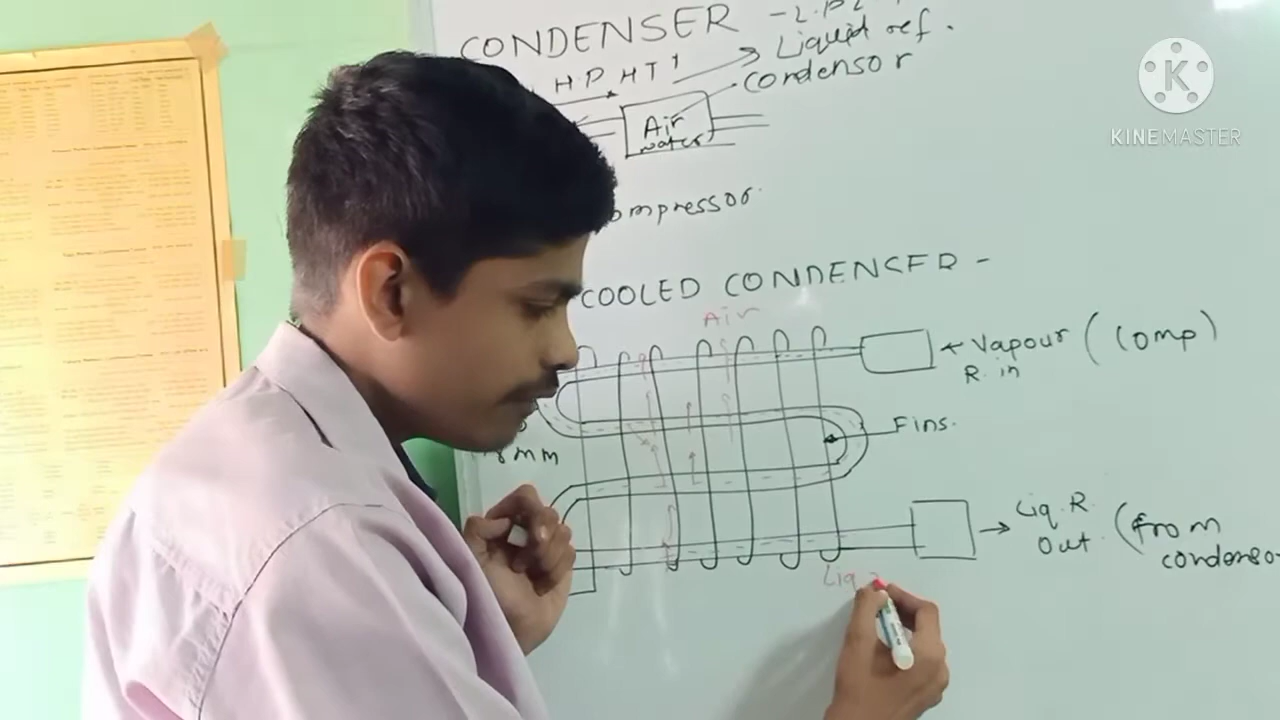 CONDENSER
H.P H T
Liquid ref.
Condensor
Air
water
ompressor
COOLED CONDENSER -
Air
Vapour (Comp)
R. in
Fins.
8 mm
Liq. R.
Out. (from
condenso
Liq
K
KINEMASTER